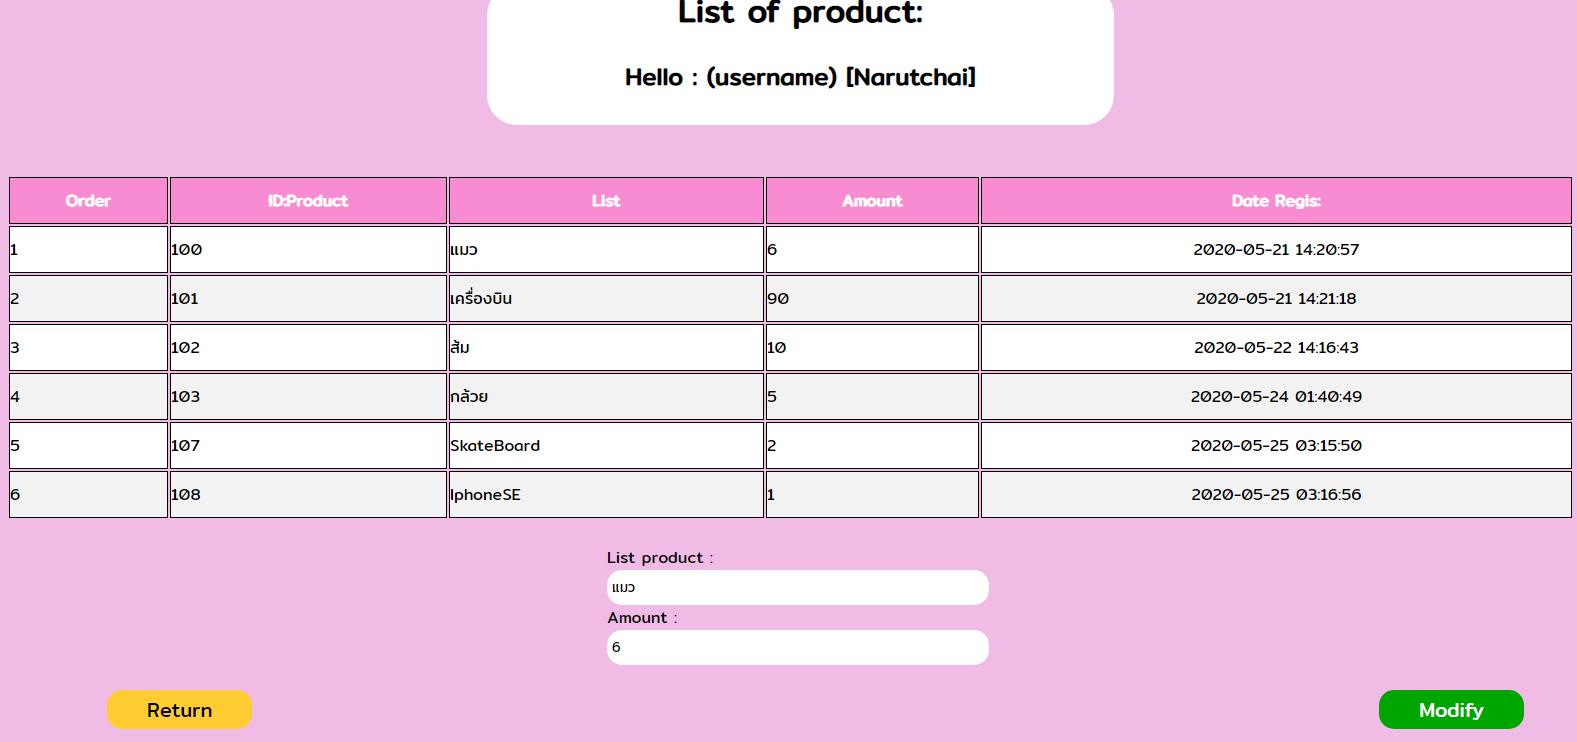 List of product:
Hello : (username) [Narutchai]
Order ID:Product List Amount Date Regis:
1 100 แมว 6 2020-05-21 14:20:57
2 101 เครื่องบิน 90 2020-05-21 14:21:18
3 102 ส้ม 10 2020-05-22 14:16:43
4 103 กล้วย 5 2020-05-24 01:40:49
5 107 SkateBoard 2 2020-05-25 03:15:50
6 108 IphoneSE 1 2020-05-25 03:16:56
List product :
แมว
Amount :
6
Return Modify